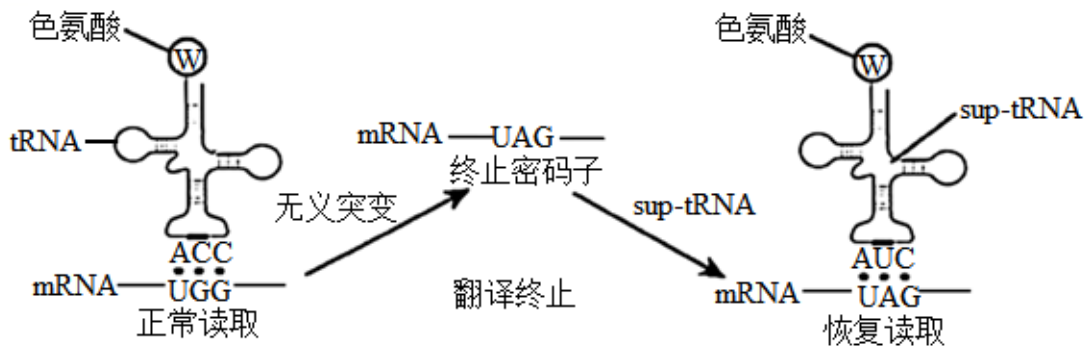 色氨酸
W
tRNA
ACC
mRNA
UGG
正常读取
无义突变
mRNA
UAG
终止密码子
sup-tRNA
翻译终止
色氨酸
W
sup-tRNA
AUC
mRNA
UAG
恢复读取